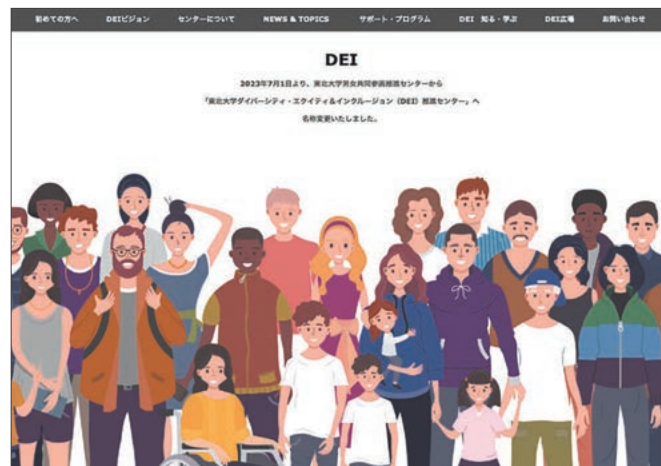 初めての方へ DEIビジョン センターについて NEWS & TOPICS サポート・プログラム DEI 知る・学ぶ DEI広場 お問い合わせ
DEI
2023年7月1日より、東北大学男女共同参画推進センターから
「東北大学ダイバーシティ・エクイティ&インクルージョン（DEI）推進センター」へ
名称変更いたしました。